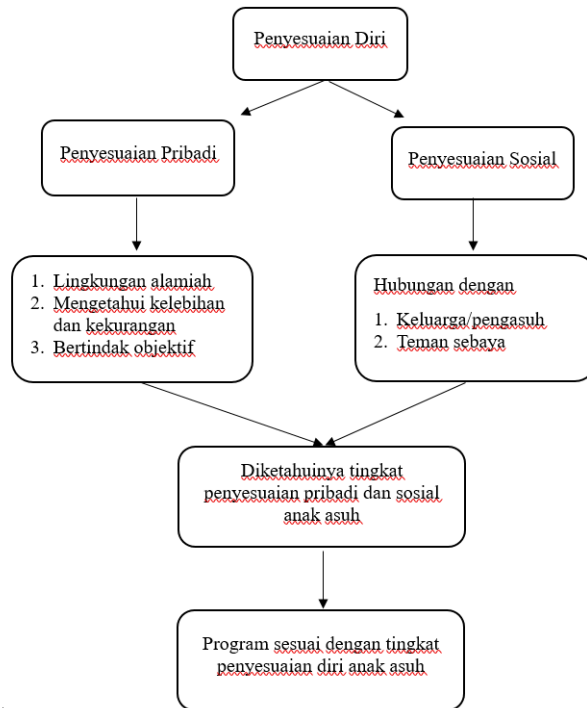 Penyesuaian Diri
Penyesuaian Pribadi
Penyesuaian Sosial
1. Lingkungan alamiah
2. Mengetahui kelebihan
dan kekurangan
3. Bertindak objektif
Hubungan dengan
1. Keluarga/pengasuh
2. Teman sebaya
Diketahuinya tingkat
penyesuaian pribadi dan sosial
anak asuh
Program sesuai dengan tingkat
penyesuaian diri anak asuh